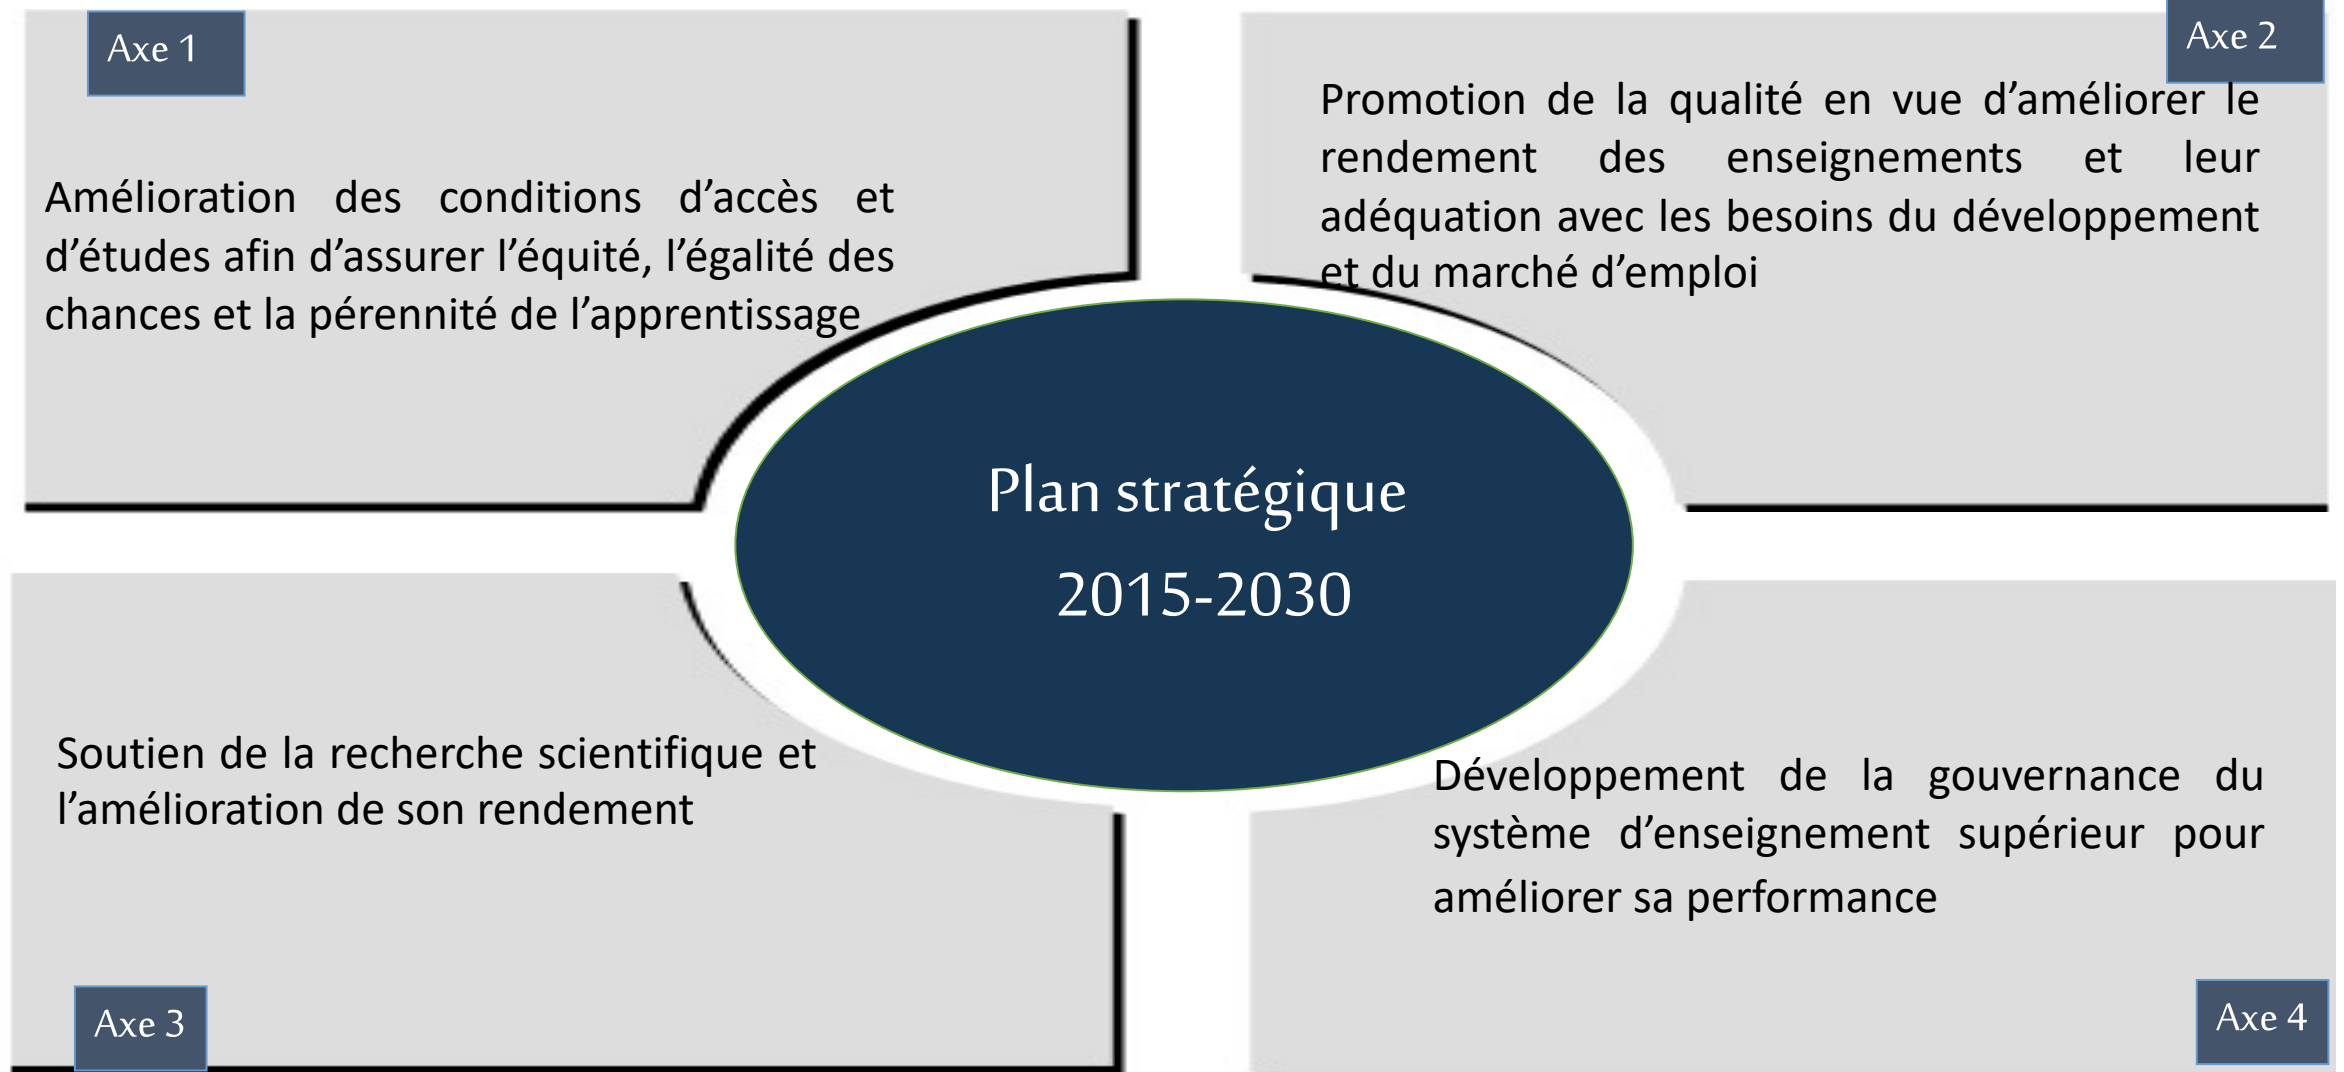 Axe 1
Amélioration des conditions d’accès et
d’études afin d’assurer l’équité, l’égalité des
chances et la pérennité de l’apprentissage
Axe 2
Promotion de la qualité en vue d’améliorer le
rendement des enseignements et leur
adéquation avec les besoins du développement
et du marché d’emploi
Plan stratégique
2015-2030
Soutien de la recherche scientifique et
l’amélioration de son rendement
Axe 3
Développement de la gouvernance du
système d’enseignement supérieur pour
améliorer sa performance
Axe 4